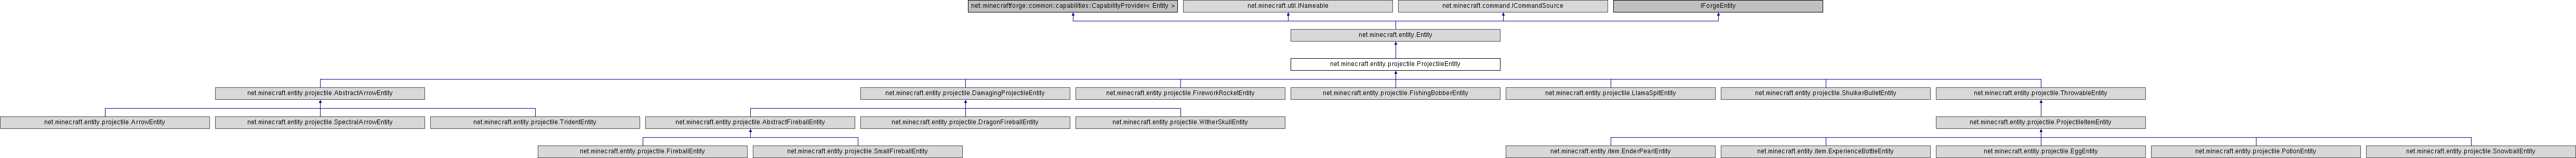 net::minecraftforge::common::capabilities::CapabilityProvider< Entity >
net.minecraft.util.INameable
net.minecraft.command.ICommandSource
IForgeEntity
net.minecraft.entity.Entity
net.minecraft.entity.projectile.ProjectileEntity
net.minecraft.entity.projectile.AbstractArrowEntity
net.minecraft.entity.projectile.DamagingProjectileEntity
net.minecraft.entity.projectile.FireworkRocketEntity
net.minecraft.entity.projectile.FishingBobberEntity
net.minecraft.entity.projectile.LlamaSpitEntity
net.minecraft.entity.projectile.ShulkerBulletEntity
net.minecraft.entity.projectile.ThrowableEntity
net.minecraft.entity.projectile.ArrowEntity
net.minecraft.entity.projectile.SpectralArrowEntity
net.minecraft.entity.projectile.TridentEntity
net.minecraft.entity.projectile.AbstractFireballEntity
net.minecraft.entity.projectile.DragonFireballEntity
net.minecraft.entity.projectile.WitherSkullEntity
net.minecraft.entity.projectile.ProjectileItemEntity
net.minecraft.entity.projectile.FireballEntity
net.minecraft.entity.projectile.SmallFireballEntity
net.minecraft.entity.item.EnderPearlEntity
net.minecraft.entity.item.ExperienceBottleEntity
net.minecraft.entity.projectile.EggEntity
net.minecraft.entity.projectile.PotionEntity
net.minecraft.entity.projectile.SnowballEntity